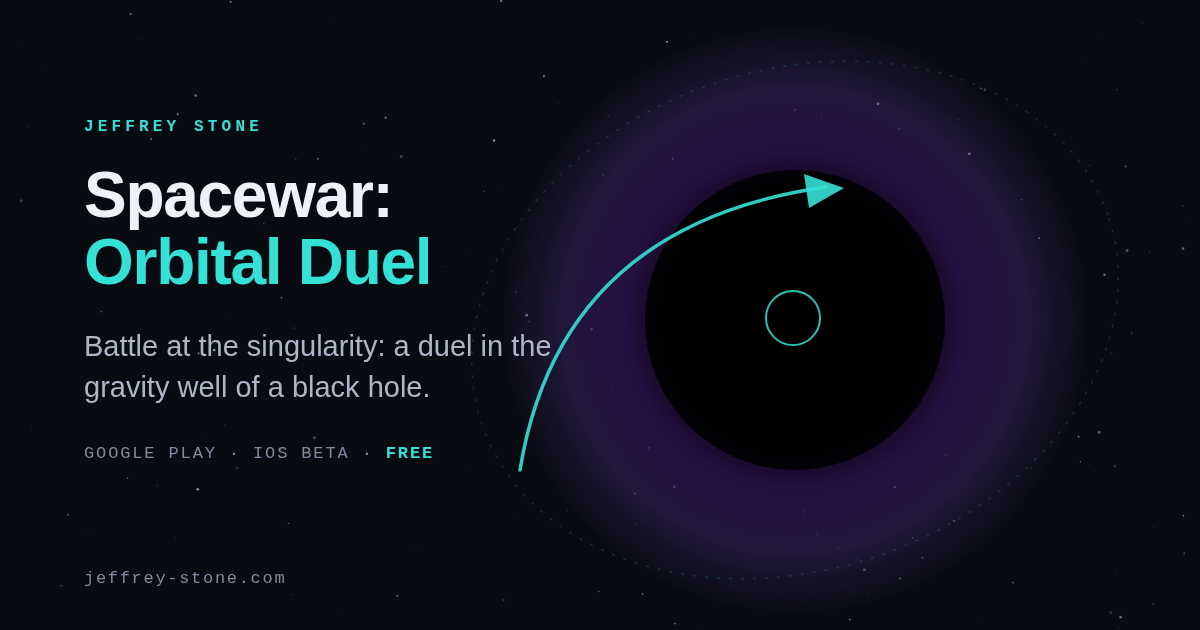 JEFFREY STONE
Spacewar:
Orbital Duel
Battle at the singularity: a duel in the
gravity well of a black hole.
GOOGLE PLAY · IOS BETA · FREE
jeffrey-stone.com